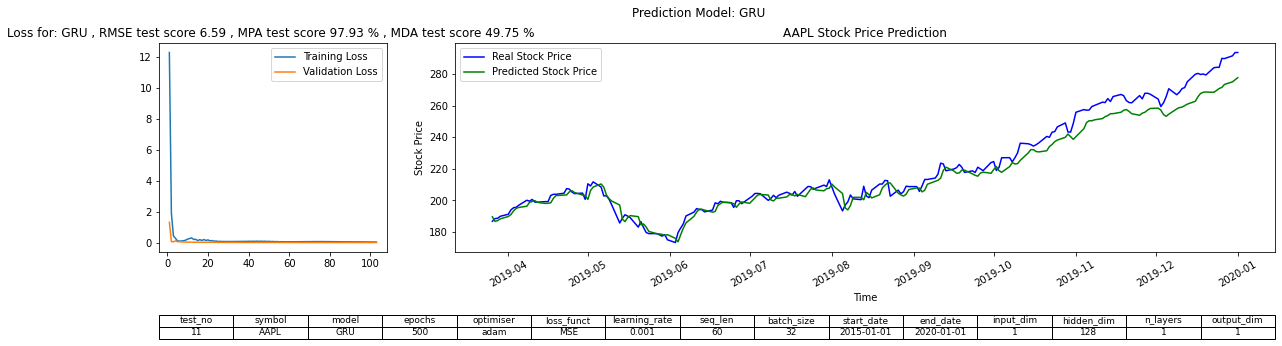 Prediction Model: GRU
Loss for: GRU , RMSE test score 6.59 , MPA test score 97.93 % , MDA test score 49.75 %
AAPL Stock Price Prediction
Training Loss
Validation Loss
12
10
8
6
4
2
0
0
20
40
60
80
100
Real Stock Price
Predicted Stock Price
Stock Price
280
260
240
220
200
180
2019-04
2019-05
2019-06
2019-07
2019-08
2019-09
2019-10
2019-11
2019-12
2020-01
Time
test_no symbol model epochs optimiser loss_funct learning_rate seq_len batch_size start_date end_date input_dim hidden_dim n_layers output_dim
11 AAPL GRU 500 adam MSE 0.001 60 32 2015-01-01 2020-01-01 1 128 1 1